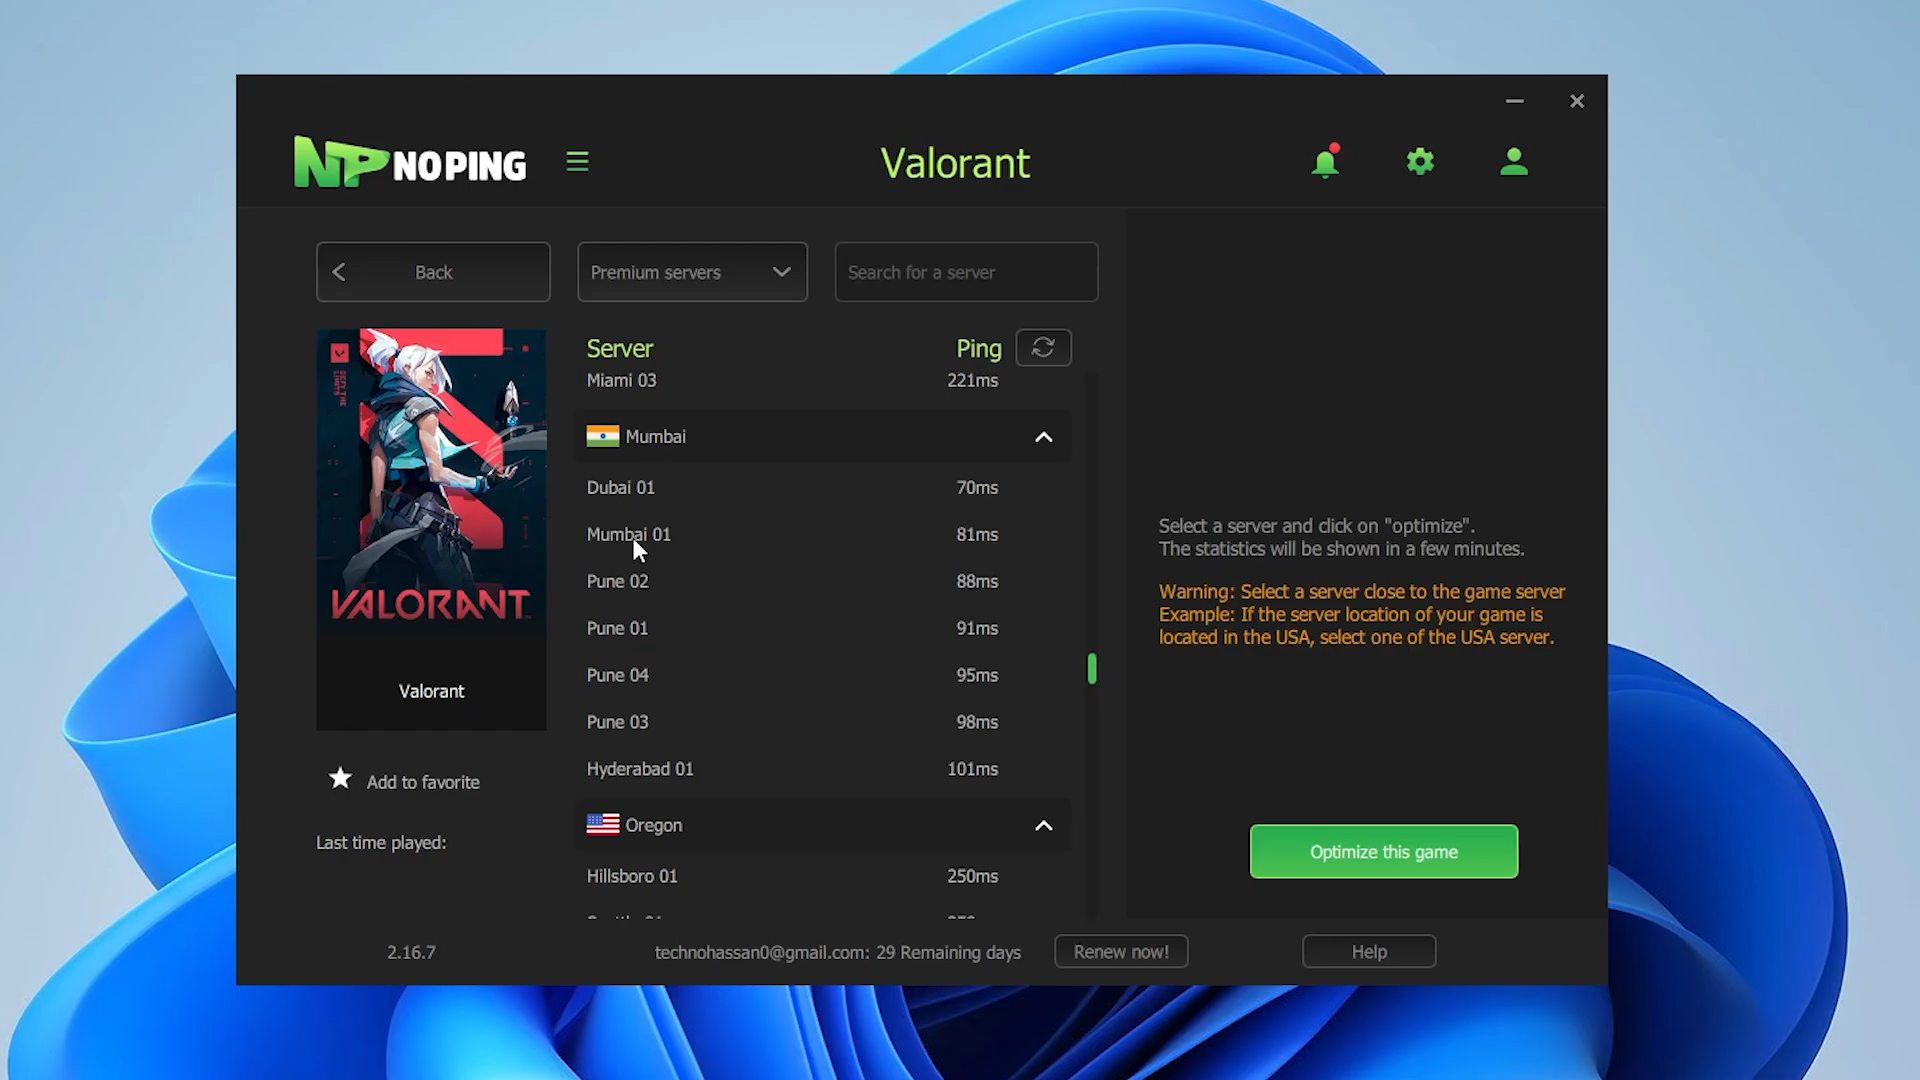 NP NOPING
Valorant
Back
Premium servers
Search for a server
Server
Ping
Miami 03
221ms
Mumbai
Dubai 01
70ms
Mumbai 01
81ms
Pune 02
88ms
Pune 01
91ms
Pune 04
95ms
Pune 03
98ms
Hyderabad 01
101ms
Oregon
Hillsboro 01
250ms
VALORANT
Valorant
Add to favorite
Last time played:
Select a server and click on "optimize".
The statistics will be shown in a few minutes.
Warning: Select a server close to the game server
Example: If the server location of your game is
located in the USA, select one of the USA server.
Optimize this game
2.16.7
technohassan0@gmail.com: 29 Remaining days
Renew now!
Help